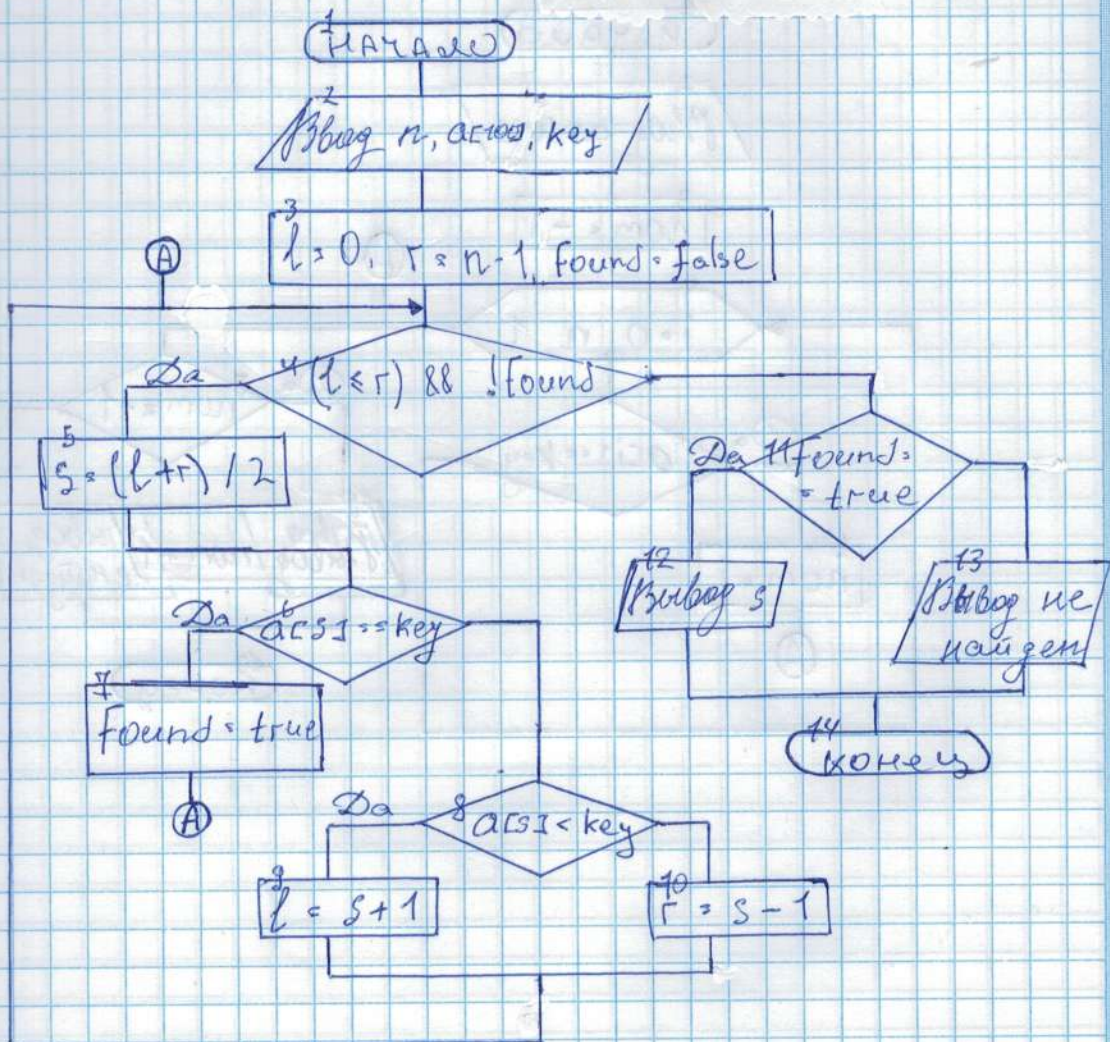 1
НАЧАЛО
2
Ввод n, a[100], key
3
l = 0, r = n-1, Found = false
A
Да
4 (l ≤ r) && !Found
5
s = (l+r) / 2
Да
6
a[s] == key
7
Found = true
A
Да
8
a[s] < key
9
l = s + 1
10
r = s - 1
Да
11 Found =
= true
12
Вывод s
13
Вывод не
найден
14
конец